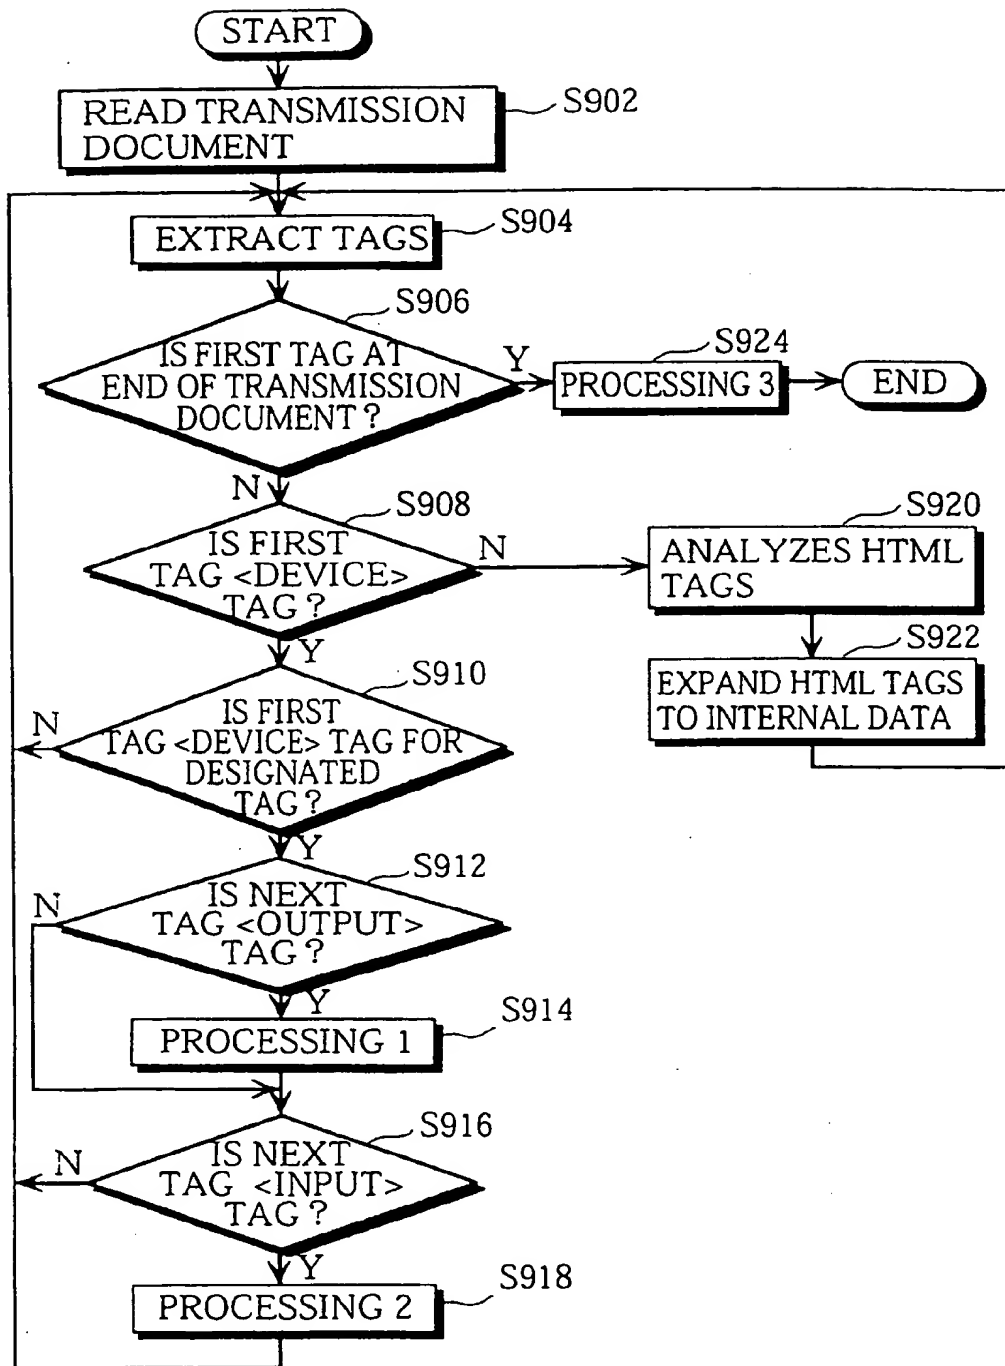 START
READ TRANSMISSION
DOCUMENT
S902
EXTRACT TAGS
S904
S906
IS FIRST TAG AT
END OF TRANSMISSION
DOCUMENT?
Y
S924
PROCESSING 3
END
N
S908
IS FIRST
TAG <DEVICE>
TAG?
N
S920
ANALYZES HTML
TAGS
Y
S922
EXPAND HTML TAGS
TO INTERNAL DATA
S910
N
IS FIRST
TAG <DEVICE> TAG FOR
DESIGNATED
TAG?
Y
S912
N
IS NEXT
TAG <OUTPUT>
TAG?
Y
S914
PROCESSING 1
S916
N
IS NEXT
TAG <INPUT>
TAG?
Y
S918
PROCESSING 2